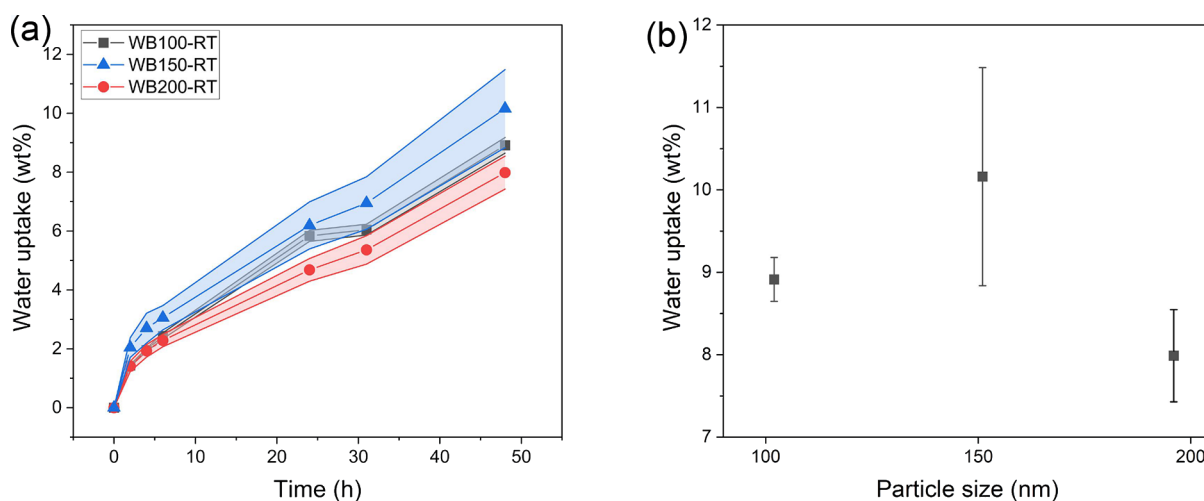 (a)
WB100-RT
WB150-RT
WB200-RT
Water uptake (wt%)
12
10
8
6
4
2
0
0 10 20 30 40 50
Time (h)
(b)
Water uptake (wt%)
12
11
10
9
8
7
100 150 200
Particle size (nm)